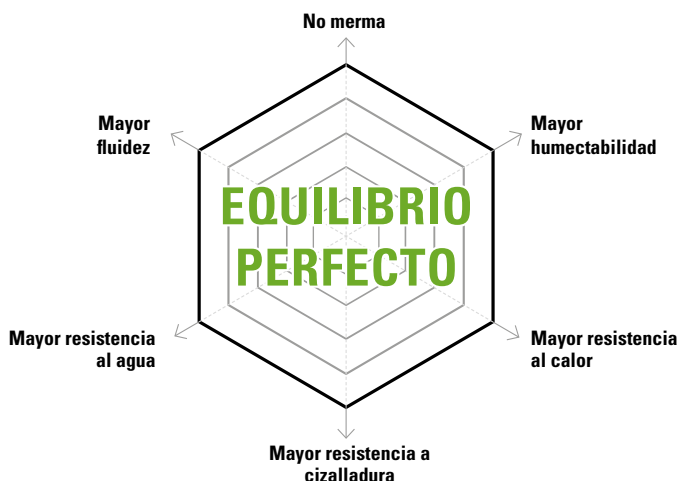 No merma
Mayor
fluidez
Mayor
humectabilidad
EQUILIBRIO
PERFECTO
Mayor resistencia
al agua
Mayor resistencia
al calor
Mayor resistencia a
cizalladura